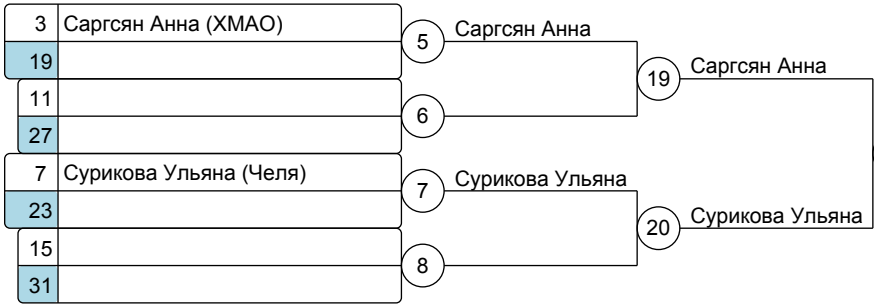 3 Саргсян Анна (ХМАО)
19
5 Саргсян Анна
11
27
6
19 Саргсян Анна
7 Сурикова Ульяна (Челя)
23
7 Сурикова Ульяна
15
31
8
20 Сурикова Ульяна